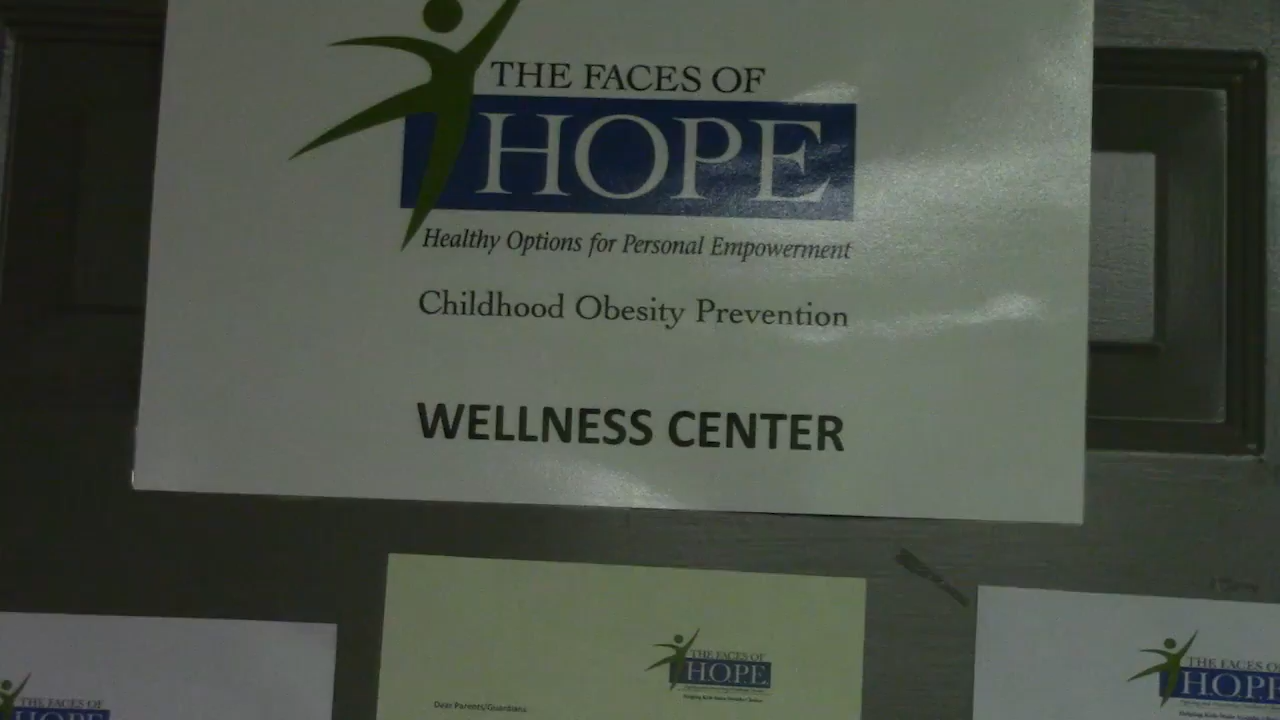 THE FACES OF
HOPE
Healthy Options for Personal Empowerment
Childhood Obesity Prevention
WELLNESS CENTER
THE FACES OF
HOPE
Dear Parents/Guardians
THE FACES OF
HOPE
THE FACES OF
HOPE